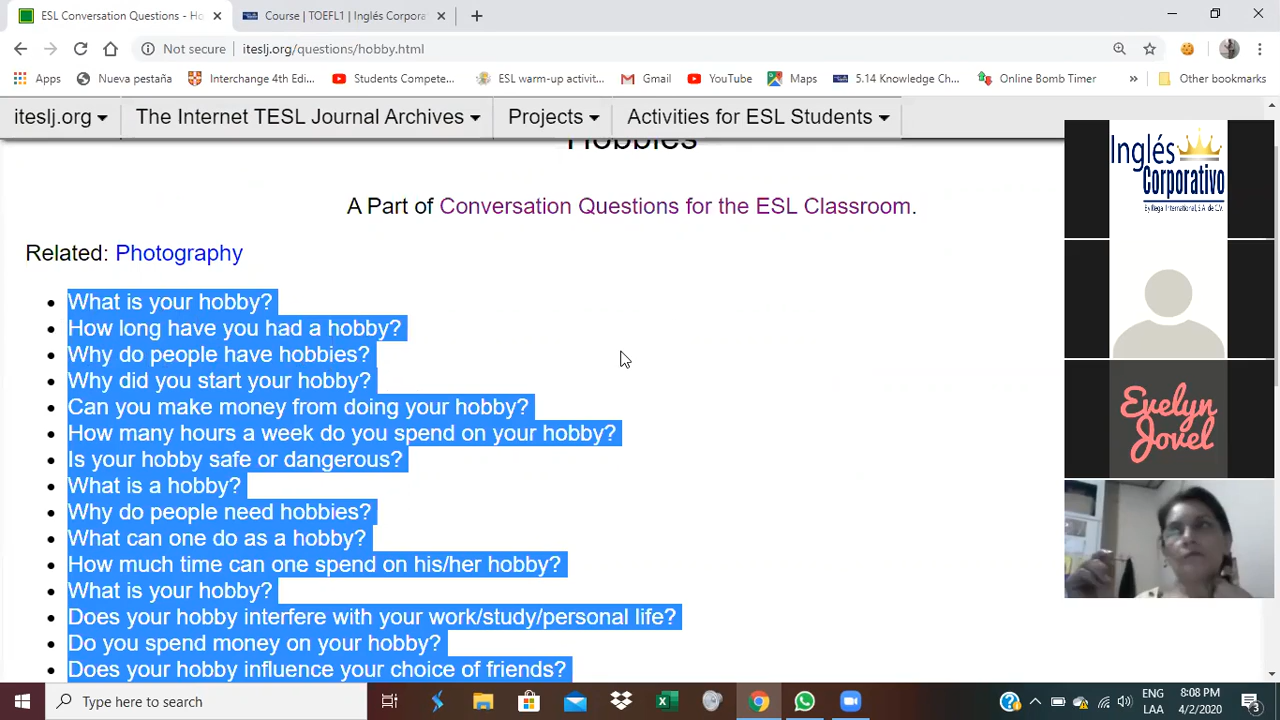 ESL Conversation Questions - Ho
Course | TOEFL1 | Inglés Corpora
Not secure
iteslj.org/questions/hobby.html
Apps
Nueva pestaña
Interchange 4th Edi...
Students Compete...
ESL warm-up activit...
Gmail
YouTube
Maps
5.14 Knowledge Ch...
Online Bomb Timer
»
Other bookmarks
iteslj.org
The Internet TESL Journal Archives
Projects
Activities for ESL Students
Hobbies
A Part of Conversation Questions for the ESL Classroom.
Related: Photography
• What is your hobby?
• How long have you had a hobby?
• Why do people have hobbies?
• Why did you start your hobby?
• Can you make money from doing your hobby?
• How many hours a week do you spend on your hobby?
• Is your hobby safe or dangerous?
• What is a hobby?
• Why do people need hobbies?
• What can one do as a hobby?
• How much time can one spend on his/her hobby?
• What is your hobby?
• Does your hobby interfere with your work/study/personal life?
• Do you spend money on your hobby?
• Does your hobby influence your choice of friends?
Inglés
Corporativo
By Rega International, S.A. de C.V.
Evelyn
Jovel
Type here to search
ENG
LAA
8:08 PM
4/2/2020
3